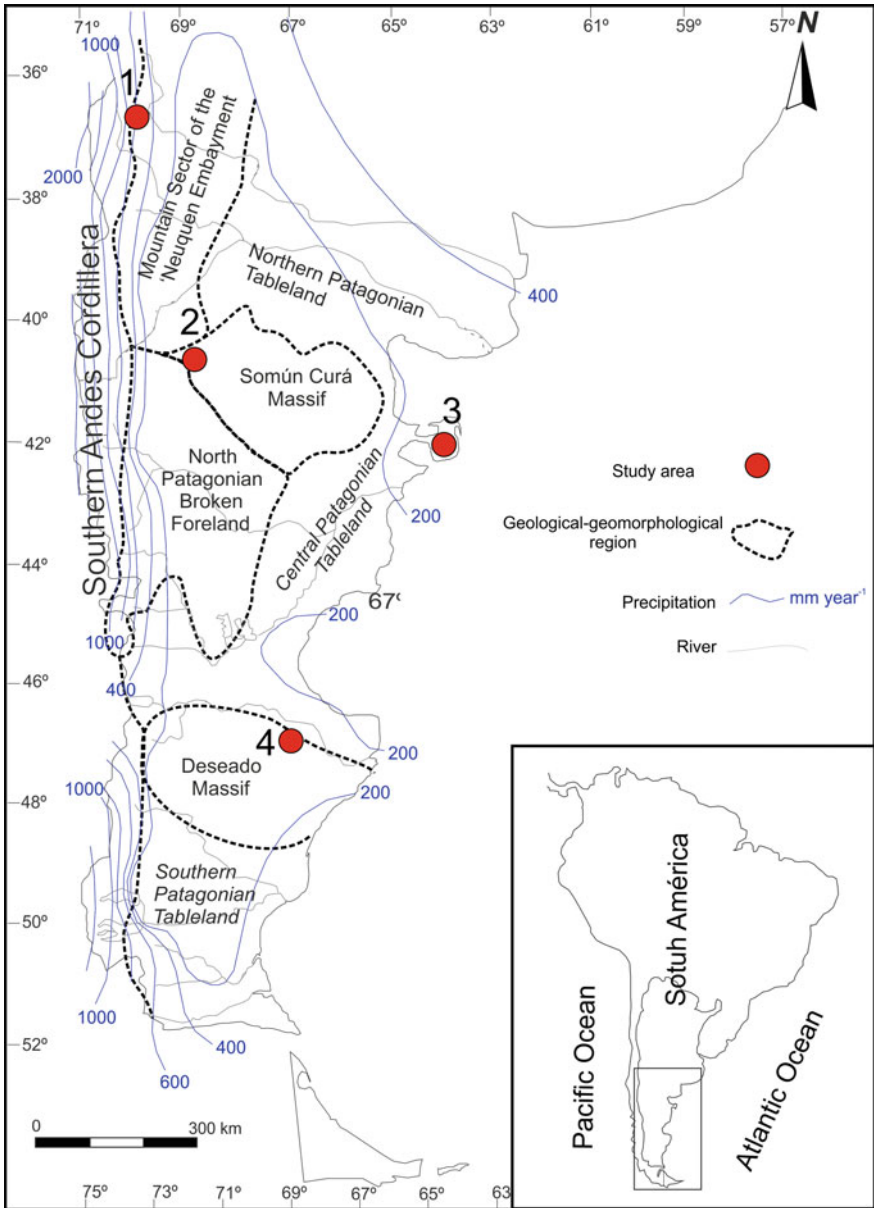 71º
69º
67º
65º
63º
61º
59º
57º
N
1000
36º
1
2000
38º
Mountain Sector of the
'Neuquen Embayment
Northern Patagonian
Tableland
400
Southern Andes Cordillera
40º
2
Somún Curá
Massif
3
42º
North
Patagonian
Broken
Foreland
Central Patagonian
Tableland
200
Study area
Geological-geomorphological
region
44º
67º
Precipitation
mm year-1
200
1000
River
400
46º
4
Deseado
Massif
200
1000
200
48º
Southern
Patagonian
Tableland
50º
1000
400
52º
600
0
300 km
75º
73º
71º
69º
67º
65º
63º
Pacific Ocean
Sotuh América
Atlantic Ocean